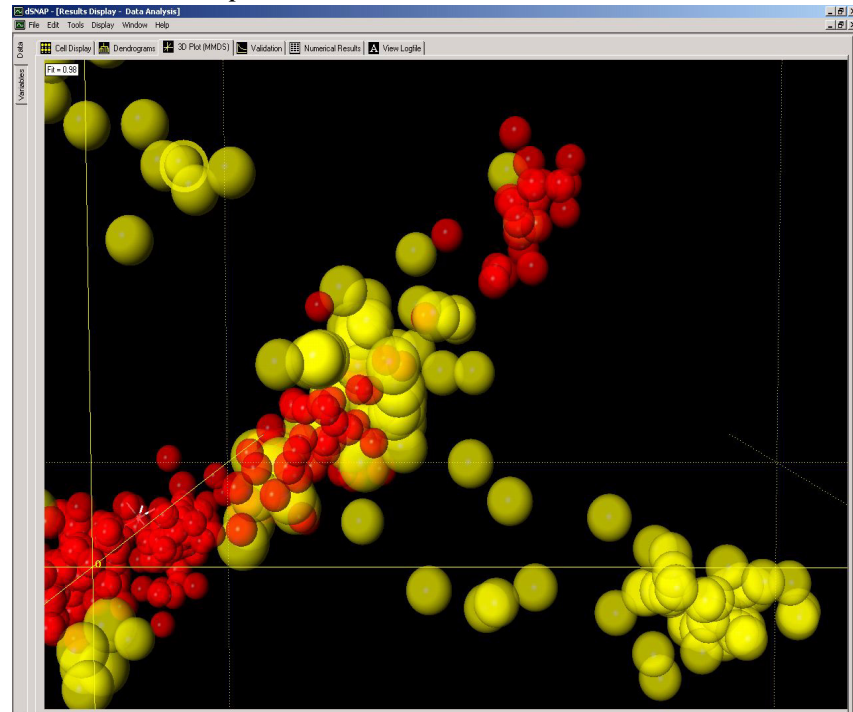 dSNAP - [Results Display - Data Analysis]
File Edit Tools Display Window Help
Data
Variables
Cell Display Dendrograms 3D Plot (MMDS) Validation Numerical Results View Logfile
Fit = 0.98
0